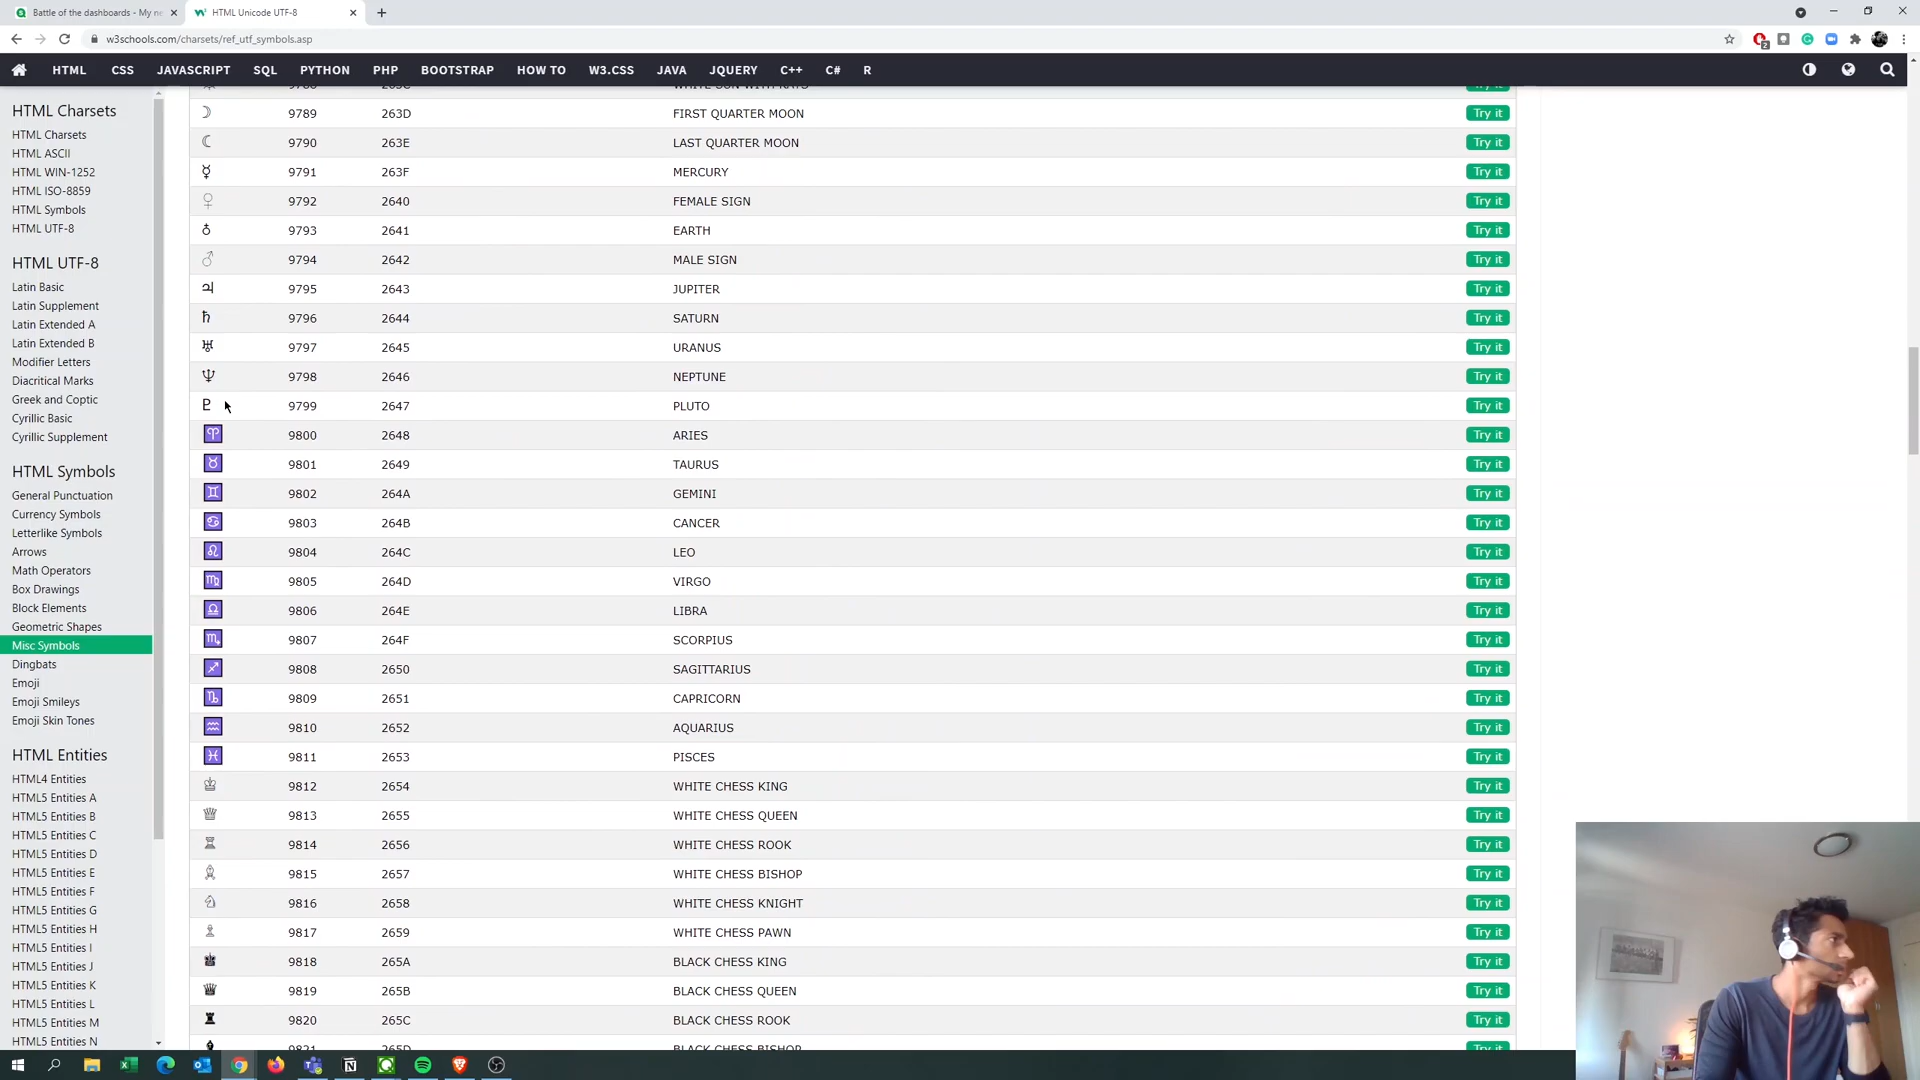 Battle of the dashboards - My ne
HTML Unicode UTF-8
w3schools.com/charsets/ref_utf_symbols.asp
HTML CSS JAVASCRIPT SQL PYTHON PHP BOOTSTRAP HOW TO W3.CSS JAVA JQUERY C++ C# R
HTML Charsets
HTML Charsets
HTML ASCII
HTML WIN-1252
HTML ISO-8859
HTML Symbols
HTML UTF-8
HTML UTF-8
Latin Basic
Latin Supplement
Latin Extended A
Latin Extended B
Modifier Letters
Diacritical Marks
Greek and Coptic
Cyrillic Basic
Cyrillic Supplement
HTML Symbols
General Punctuation
Currency Symbols
Letterlike Symbols
Arrows
Math Operators
Box Drawings
Block Elements
Geometric Shapes
Misc Symbols
Dingbats
Emoji
Emoji Smileys
Emoji Skin Tones
HTML Entities
HTML4 Entities
HTML5 Entities A
HTML5 Entities B
HTML5 Entities C
HTML5 Entities D
HTML5 Entities E
HTML5 Entities F
HTML5 Entities G
HTML5 Entities H
HTML5 Entities I
HTML5 Entities J
HTML5 Entities K
HTML5 Entities L
HTML5 Entities M
HTML5 Entities N
☽ 9789 263D FIRST QUARTER MOON Try it
☾ 9790 263E LAST QUARTER MOON Try it
☿ 9791 263F MERCURY Try it
♀ 9792 2640 FEMALE SIGN Try it
♁ 9793 2641 EARTH Try it
♂ 9794 2642 MALE SIGN Try it
♃ 9795 2643 JUPITER Try it
♄ 9796 2644 SATURN Try it
♅ 9797 2645 URANUS Try it
♆ 9798 2646 NEPTUNE Try it
♇ 9799 2647 PLUTO Try it
♈ 9800 2648 ARIES Try it
♉ 9801 2649 TAURUS Try it
♊ 9802 264A GEMINI Try it
♋ 9803 264B CANCER Try it
♌ 9804 264C LEO Try it
♍ 9805 264D VIRGO Try it
♎ 9806 264E LIBRA Try it
♏ 9807 264F SCORPIUS Try it
♐ 9808 2650 SAGITTARIUS Try it
♑ 9809 2651 CAPRICORN Try it
♒ 9810 2652 AQUARIUS Try it
♓ 9811 2653 PISCES Try it
♔ 9812 2654 WHITE CHESS KING Try it
♕ 9813 2655 WHITE CHESS QUEEN Try it
♖ 9814 2656 WHITE CHESS ROOK Try it
♗ 9815 2657 WHITE CHESS BISHOP Try it
♘ 9816 2658 WHITE CHESS KNIGHT Try it
♙ 9817 2659 WHITE CHESS PAWN Try it
♚ 9818 265A BLACK CHESS KING Try it
♛ 9819 265B BLACK CHESS QUEEN Try it
♜ 9820 265C BLACK CHESS ROOK Try it
♝ 9821 265D BLACK CHESS BISHOP Try it